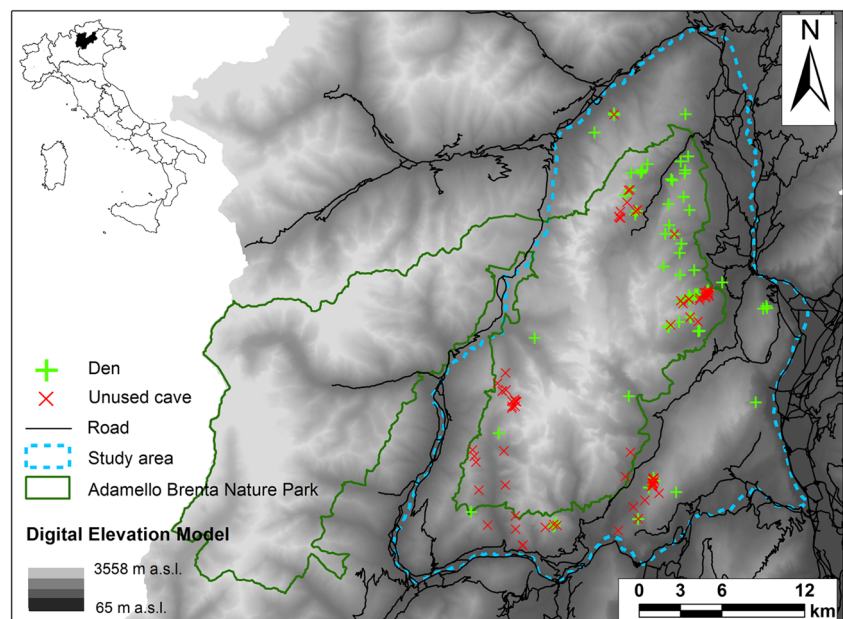 N
Den
Unused cave
Road
Study area
Adamello Brenta Nature Park
Digital Elevation Model
3558 m a.s.l.
65 m a.s.l.
0 3 6 12
km